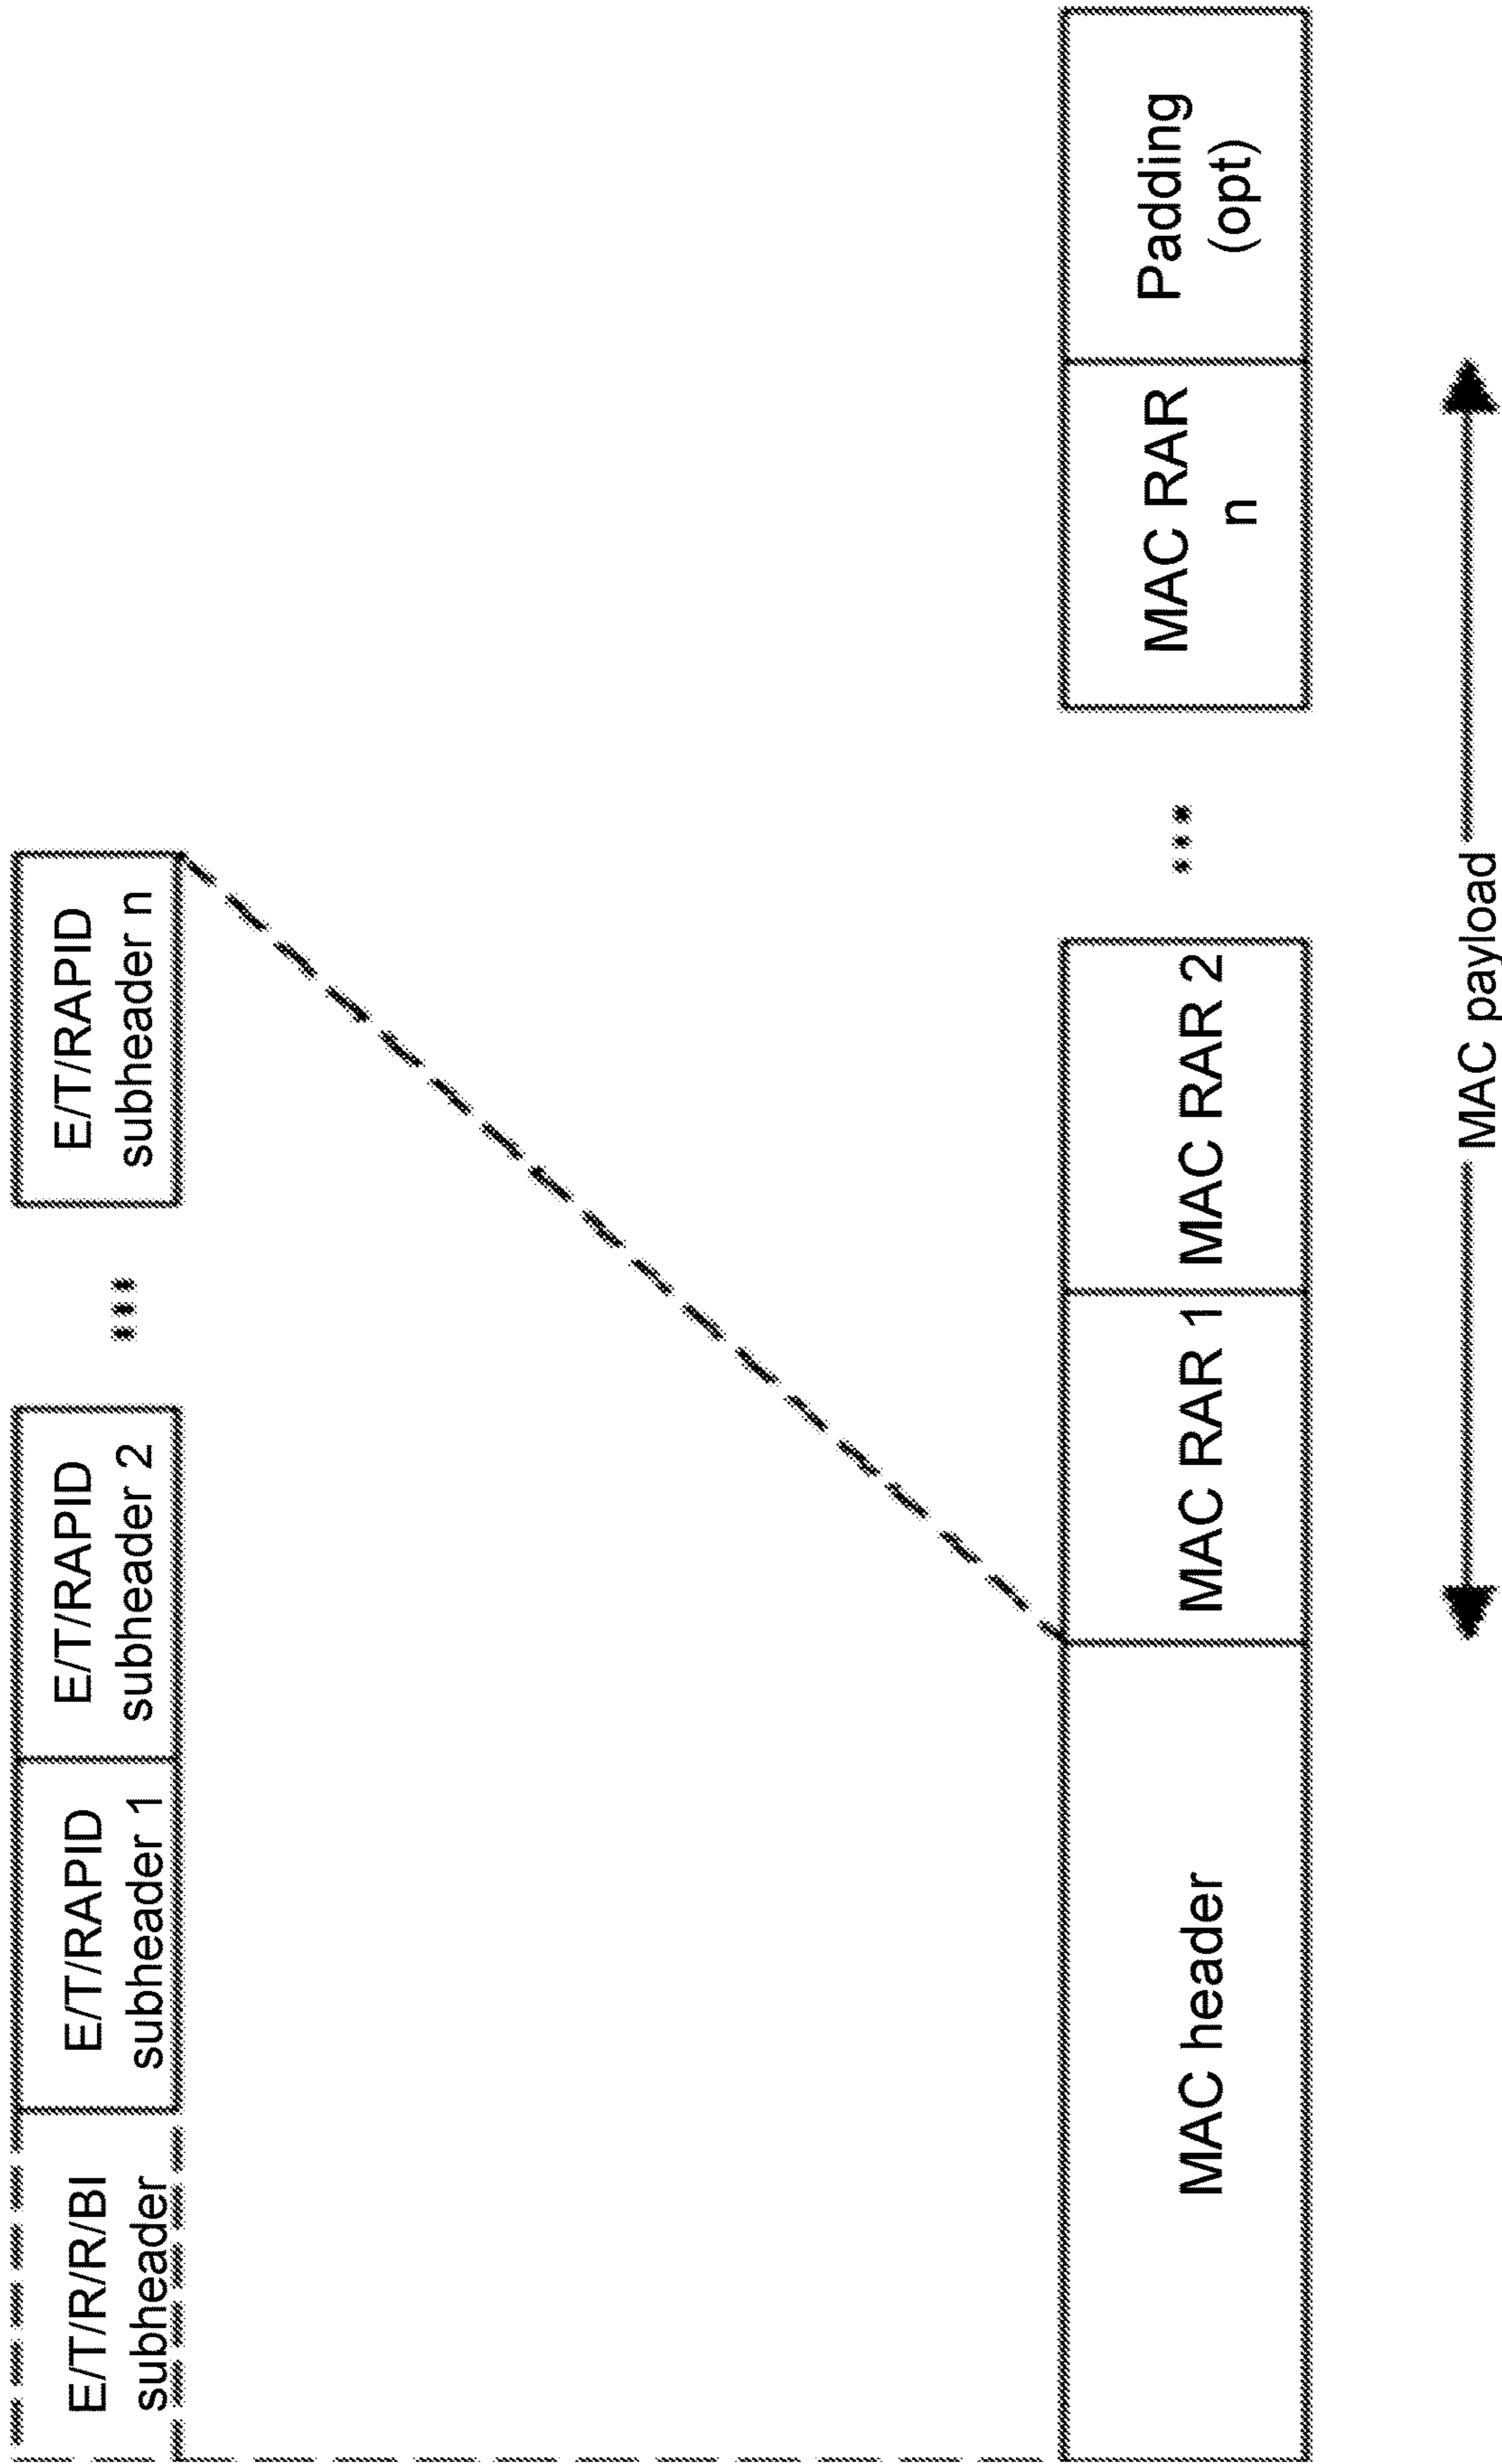 E/T/R/R/BI
subheader
E/T/RAPID
subheader 1
E/T/RAPID
subheader 2
...
E/T/RAPID
subheader n
MAC header
MAC RAR 1
MAC RAR 2
...
MAC RAR
n
Padding
(opt)
MAC payload